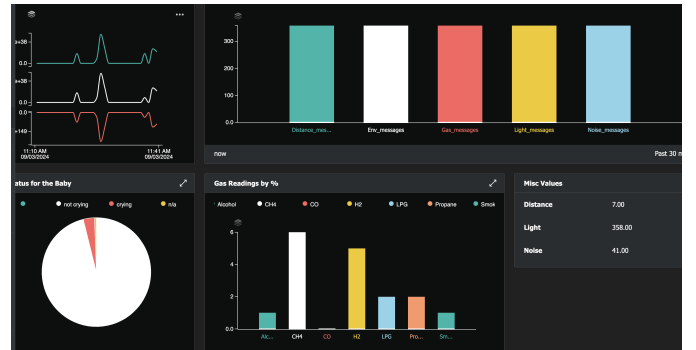 e+38
0.0
e+38
0.0
0.0
+149
11:10 AM
09/03/2024
11:41 AM
09/03/2024
300
200
100
0.0
Distance_mes...
Env_messages
Gas_messages
Light_messages
Noise_messages
now
Past 30 m
atus for the Baby
not crying
crying
n/a
Gas Readings by %
Alcohol
CH4
CO
H2
LPG
Propane
Smok
6
4
2
0.0
Alc...
CH4
CO
H2
LPG
Pro...
Sm...
Misc Values
Distance 7.00
Light 358.00
Noise 41.00